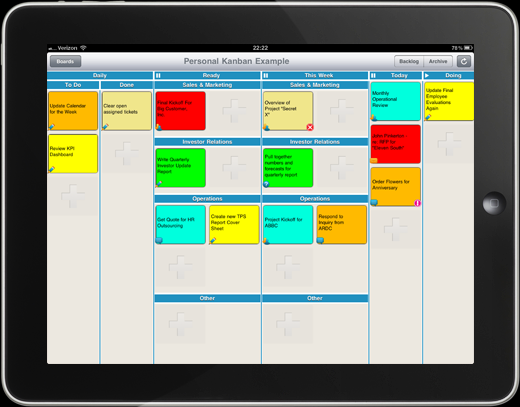 Verizon
22:22
78%
Boards
Personal Kanban Example
Backlog
Archive
Daily
Ready
This Week
Today
Doing
To Do
Done
Sales & Marketing
Sales & Marketing
Update Calendar
for the Week
Clear open
assigned tickets
Final Kickoff For
Big Customer,
Inc.
Overview of
Project "Secret
X"
Monthly
Operational
Review
Update Final
Employee
Evaluations
Again
Review KPI
Dashboard
Investor Relations
Investor Relations
Write Quarterly
Investor Update
Report
Pull together
numbers and
forecasts for
quarterly report
RFP for
Order Flowers for
Anniversary
Operations
Operations
Get Quote for HR
Outsourcing
Create new TPS
Report Cover
Sheet
Project Kickoff for
ABBC
Respond to
Inquiry from
ARDC
Other
Other